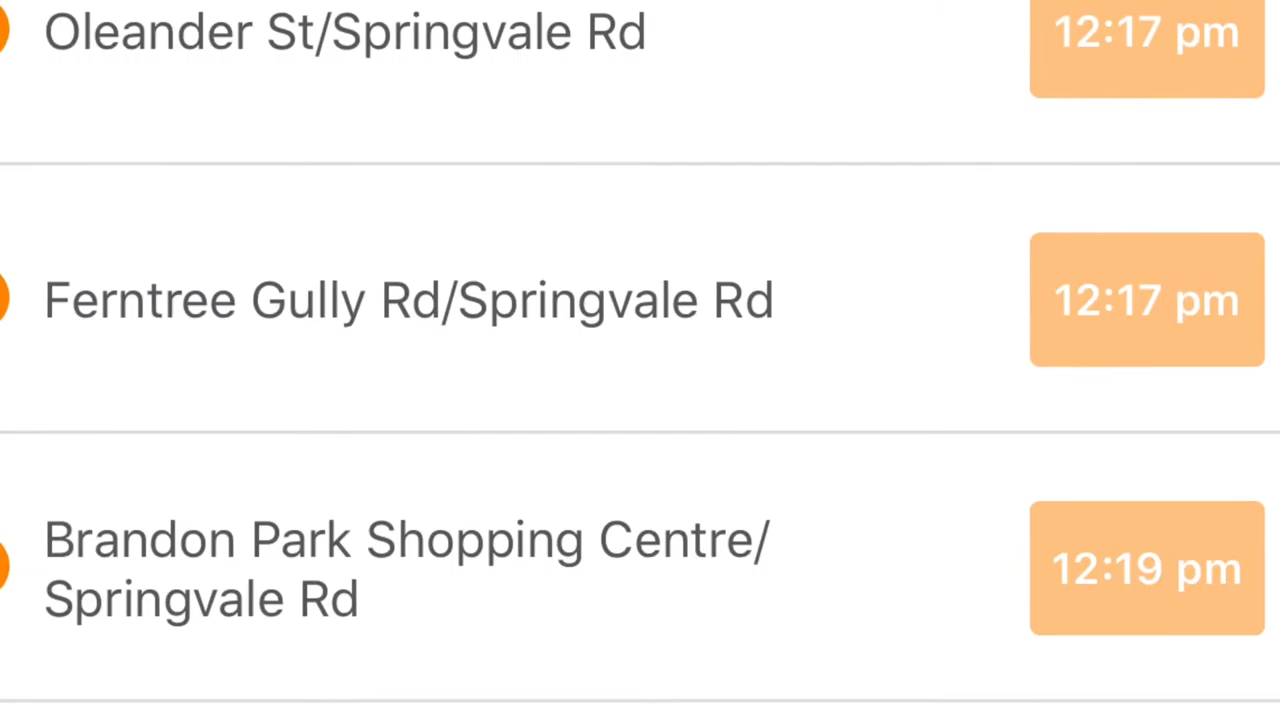 Oleander St/Springvale Rd
12:17 pm
Ferntree Gully Rd/Springvale Rd
12:17 pm
Brandon Park Shopping Centre/
Springvale Rd
12:19 pm